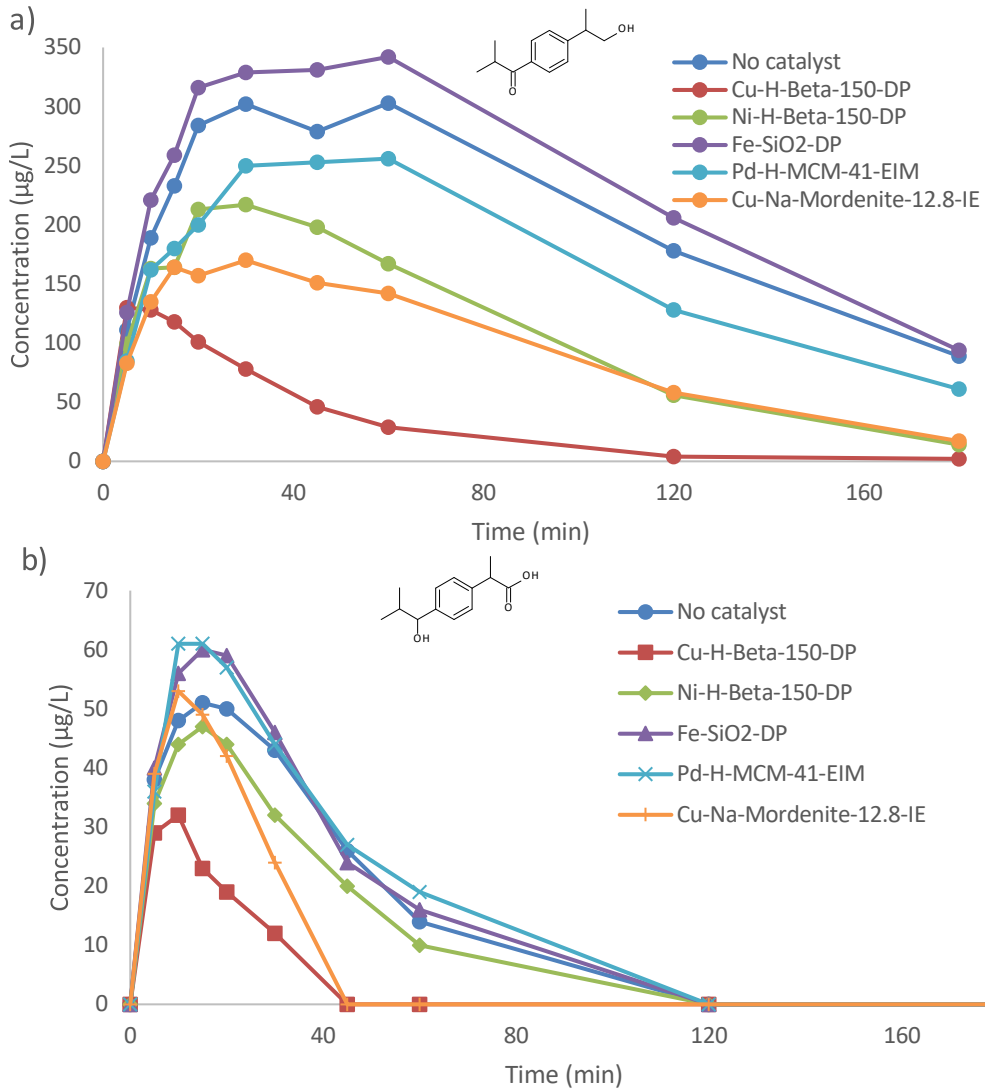 a)
OH
O
350
300
250
200
150
100
50
0
Concentration (µg/L)
No catalyst
Cu-H-Beta-150-DP
Ni-H-Beta-150-DP
Fe-SiO2-DP
Pd-H-MCM-41-EIM
Cu-Na-Mordenite-12.8-IE
0 40 80 120 160
Time (min)
b)
OH
O
OH
70
60
50
40
30
20
10
0
Concentration (µg/L)
No catalyst
Cu-H-Beta-150-DP
Ni-H-Beta-150-DP
Fe-SiO2-DP
Pd-H-MCM-41-EIM
Cu-Na-Mordenite-12.8-IE
0 40 80 120 160
Time (min)